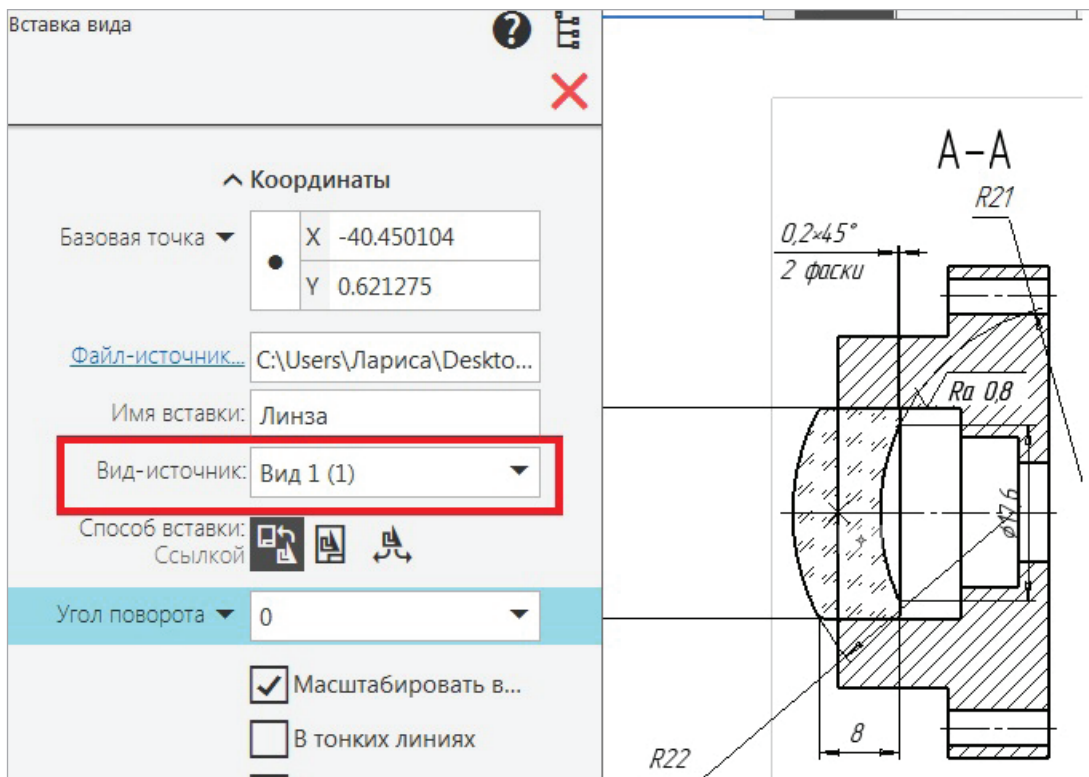 Вставка вида
?
Координаты
Базовая точка
X -40.450104
Y 0.621275
Файл-источник...
C:\Users\Лариса\Deskto...
Имя вставки: Линза
Вид-источник: Вид 1 (1)
Способ вставки:
Ссылкой
Угол поворота
0
Масштабировать в...
В тонких линиях
А-А
R21
0,2×45°
2 фаски
Ra 0,8
⌀17,6
8
R22